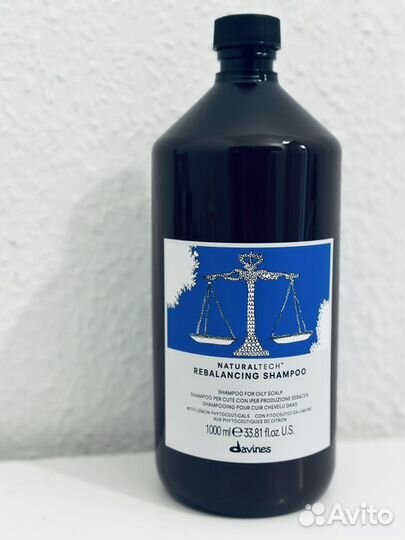 NATURALTECH™
REBALANCING SHAMPOO
SHAMPOO FOR OILY SCALP
SHAMPOO PER CUTE CON IPER PRODUZIONE SEBACEA
SHAMPOOING POUR CUIR CHEVELU GRAS
WITH LEMON PHYTOCEUTICALS CON FITOCEUTICI DA LIMONE
AUX PHYTOCEUTIQUES DE CITRON
1000 ml ℮ 33.81 fl.oz. U.S.
davines
Avito